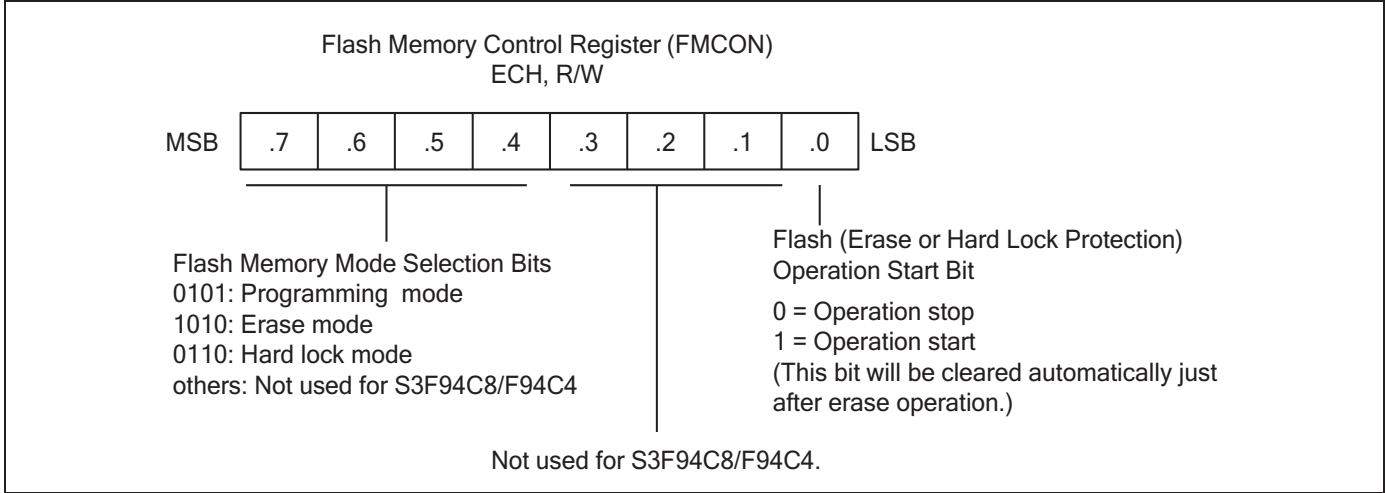 Flash Memory Control Register (FMCON)
ECH, R/W
MSB .7 .6 .5 .4 .3 .2 .1 .0 LSB
Flash Memory Mode Selection Bits
0101: Programming mode
1010: Erase mode
0110: Hard lock mode
others: Not used for S3F94C8/F94C4
Flash (Erase or Hard Lock Protection)
Operation Start Bit
0 = Operation stop
1 = Operation start
(This bit will be cleared automatically just
after erase operation.)
Not used for S3F94C8/F94C4.